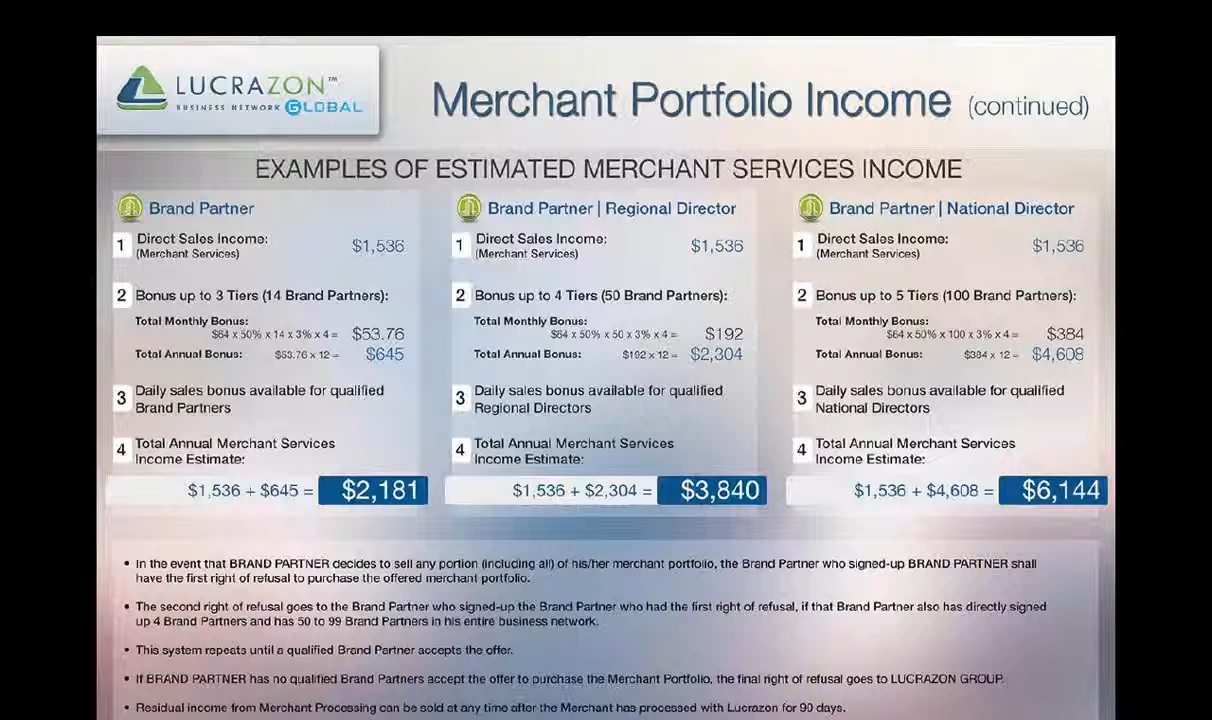 LUCRAZON™
BUSINESS NETWORK GLOBAL
Merchant Portfolio Income (continued)
EXAMPLES OF ESTIMATED MERCHANT SERVICES INCOME
Brand Partner
1 Direct Sales Income: $1,536
(Merchant Services)
2 Bonus up to 3 Tiers (14 Brand Partners):
Total Monthly Bonus:
$64 x 50% x 14 x 3% x 4 = $53.76
Total Annual Bonus: $53.76 x 12 = $645
3 Daily sales bonus available for qualified
Brand Partners
4 Total Annual Merchant Services
Income Estimate:
$1,536 + $645 = $2,181
Brand Partner | Regional Director
1 Direct Sales Income: $1,536
(Merchant Services)
2 Bonus up to 4 Tiers (50 Brand Partners):
Total Monthly Bonus:
$64 x 50% x 50 x 3% x 4 = $192
Total Annual Bonus: $192 x 12 = $2,304
3 Daily sales bonus available for qualified
Regional Directors
4 Total Annual Merchant Services
Income Estimate:
$1,536 + $2,304 = $3,840
Brand Partner | National Director
1 Direct Sales Income: $1,536
(Merchant Services)
2 Bonus up to 5 Tiers (100 Brand Partners):
Total Monthly Bonus:
$64 x 50% x 100 x 3% x 4 = $384
Total Annual Bonus: $384 x 12 = $4,608
3 Daily sales bonus available for qualified
National Directors
4 Total Annual Merchant Services
Income Estimate:
$1,536 + $4,608 = $6,144
• In the event that BRAND PARTNER decides to sell any portion (including all) of his/her merchant portfolio, the Brand Partner who signed-up BRAND PARTNER shall
have the first right of refusal to purchase the offered merchant portfolio.
• The second right of refusal goes to the Brand Partner who signed-up the Brand Partner who had the first right of refusal, if that Brand Partner also has directly signed
up 4 Brand Partners and has 50 to 99 Brand Partners in his entire business network.
• This system repeats until a qualified Brand Partner accepts the offer.
• If BRAND PARTNER has no qualified Brand Partners accept the offer to purchase the Merchant Portfolio, the final right of refusal goes to LUCRAZON GROUP.
• Residual income from Merchant Processing can be sold at any time after the Merchant has processed with Lucrazon for 90 days.